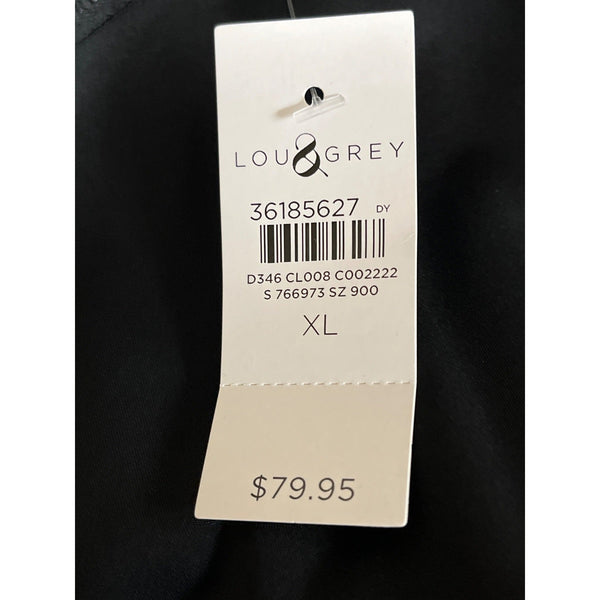 LOU & GREY
36185627 DY
D346 CL008 C002222
S 766973 SZ 900
XL
$79.95